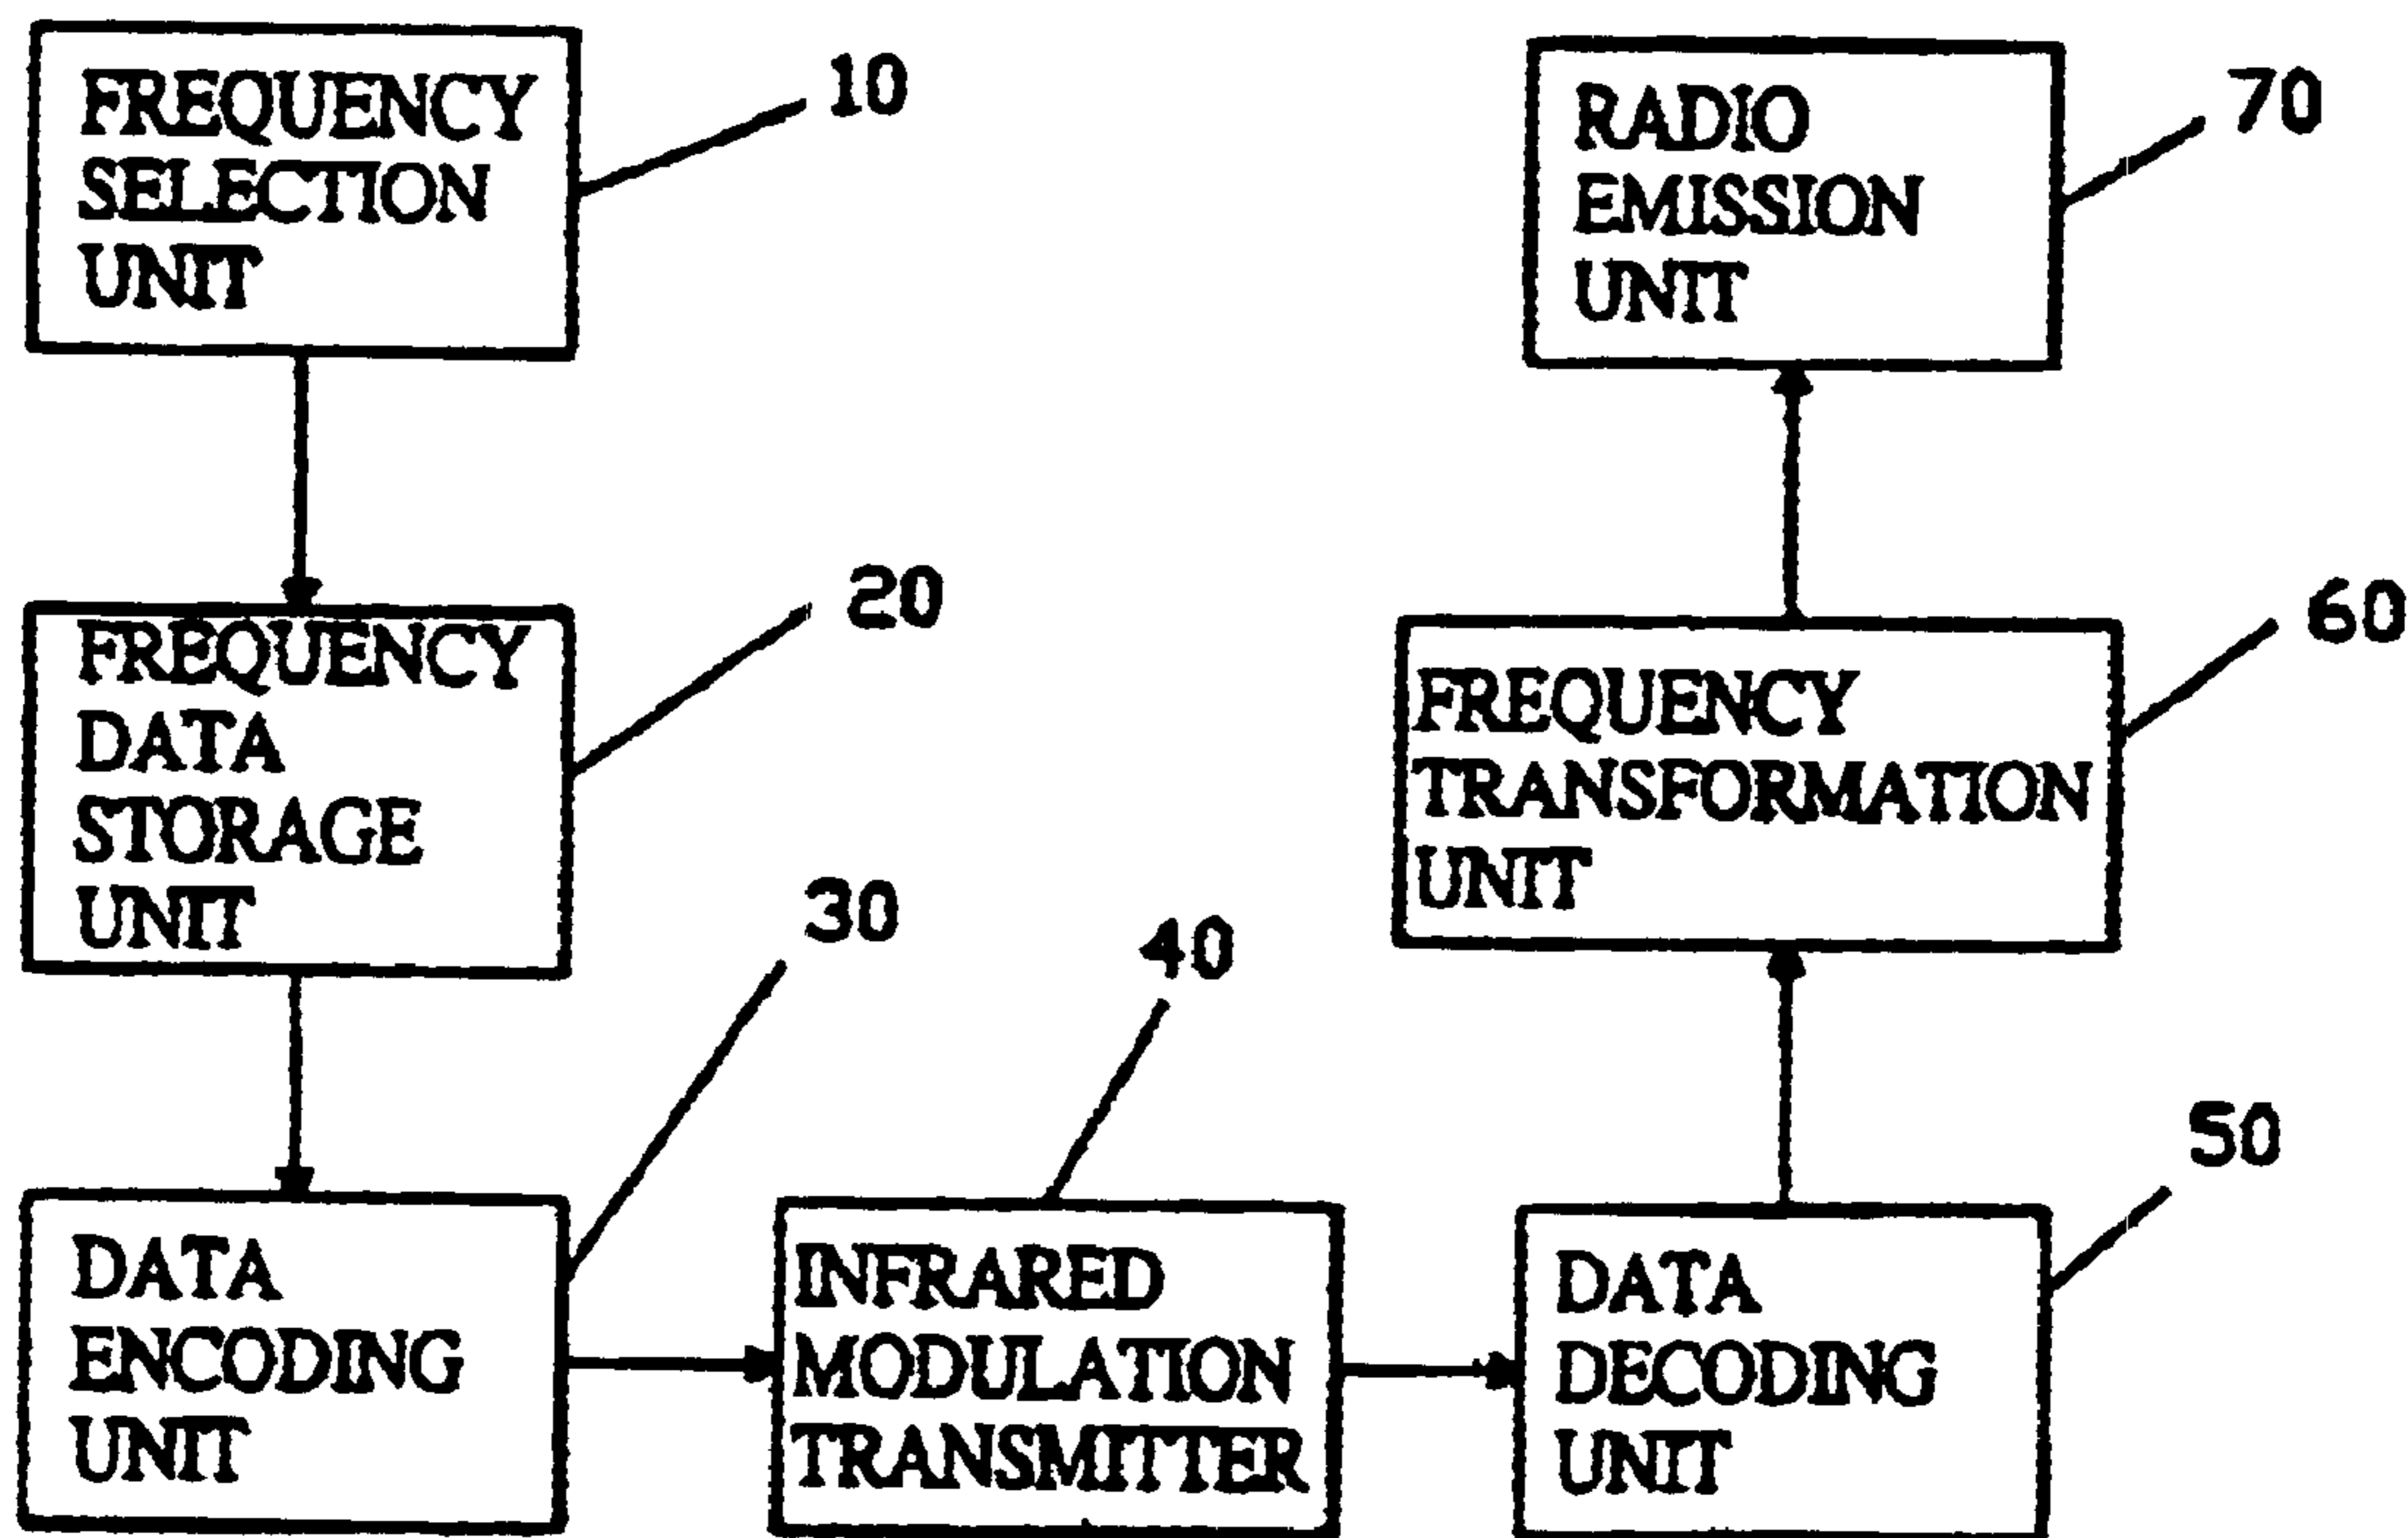 FREQUENCY
SELECTION
UNIT
10
FREQUENCY
DATA
STORAGE
UNIT
20
DATA
ENCODING
UNIT
30
INFRARED
MODULATION
TRANSMITTER
40
DATA
DECODING
UNIT
50
FREQUENCY
TRANSFORMATION
UNIT
60
RADIO
EMISSION
UNIT
70